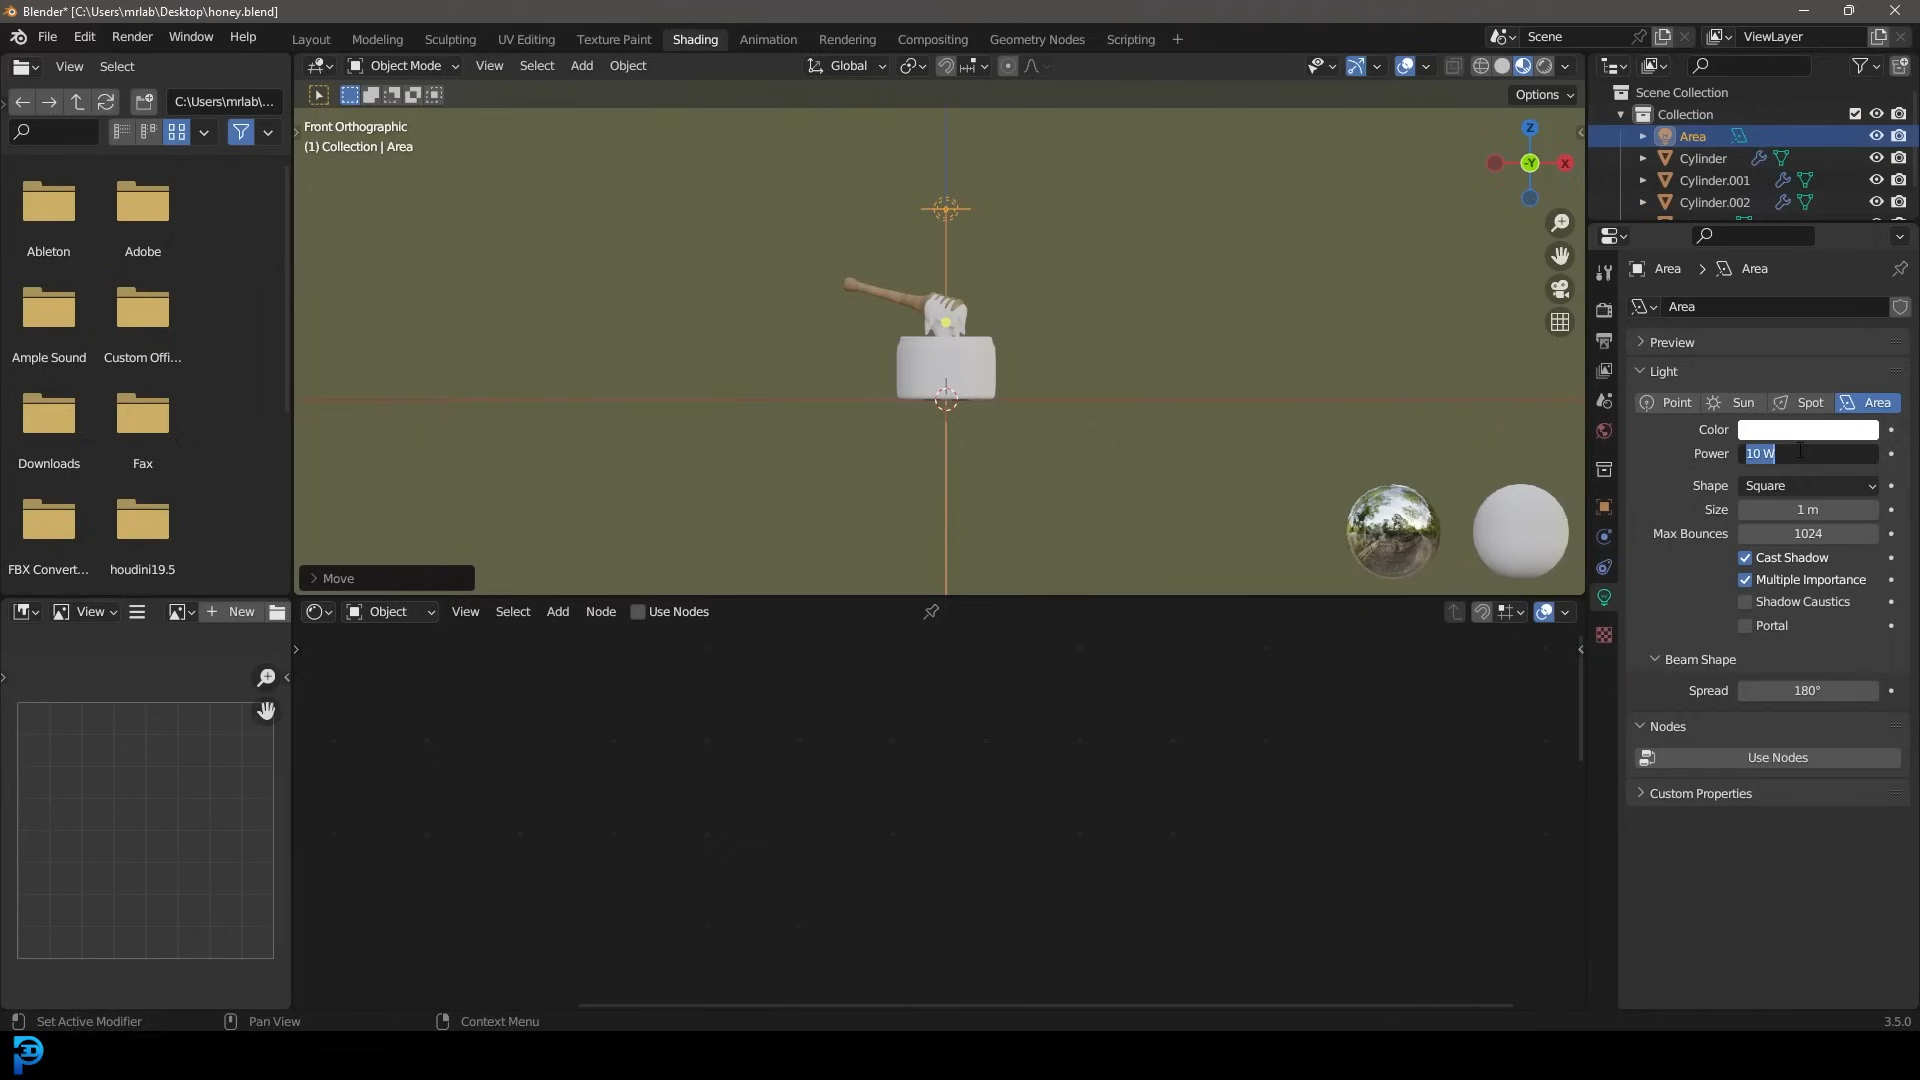 Blender* [C:\Users\mrlab\Desktop\honey.blend]
File Edit Render Window Help
Layout Modeling Sculpting UV Editing Texture Paint Shading Animation Rendering Compositing Geometry Nodes Scripting
Scene
ViewLayer
View Select
Object Mode View Select Add Object
Global
C:\Users\mrlab\...
Options
Front Orthographic
(1) Collection | Area
Z
-Y
X
Ableton
Adobe
Ample Sound
Custom Offi...
Downloads
Fax
FBX Convert...
houdini19.5
Move
Scene Collection
Collection
Area
Cylinder
Cylinder.001
Cylinder.002
Area > Area
Area
Preview
Light
Point Sun Spot Area
Color
Power 10 W
Shape Square
Size 1 m
Max Bounces 1024
Cast Shadow
Multiple Importance
Shadow Caustics
Portal
Beam Shape
Spread 180°
Nodes
Use Nodes
Custom Properties
View
New
Object View Select Add Node Use Nodes
Set Active Modifier
Pan View
Context Menu
3.5.0